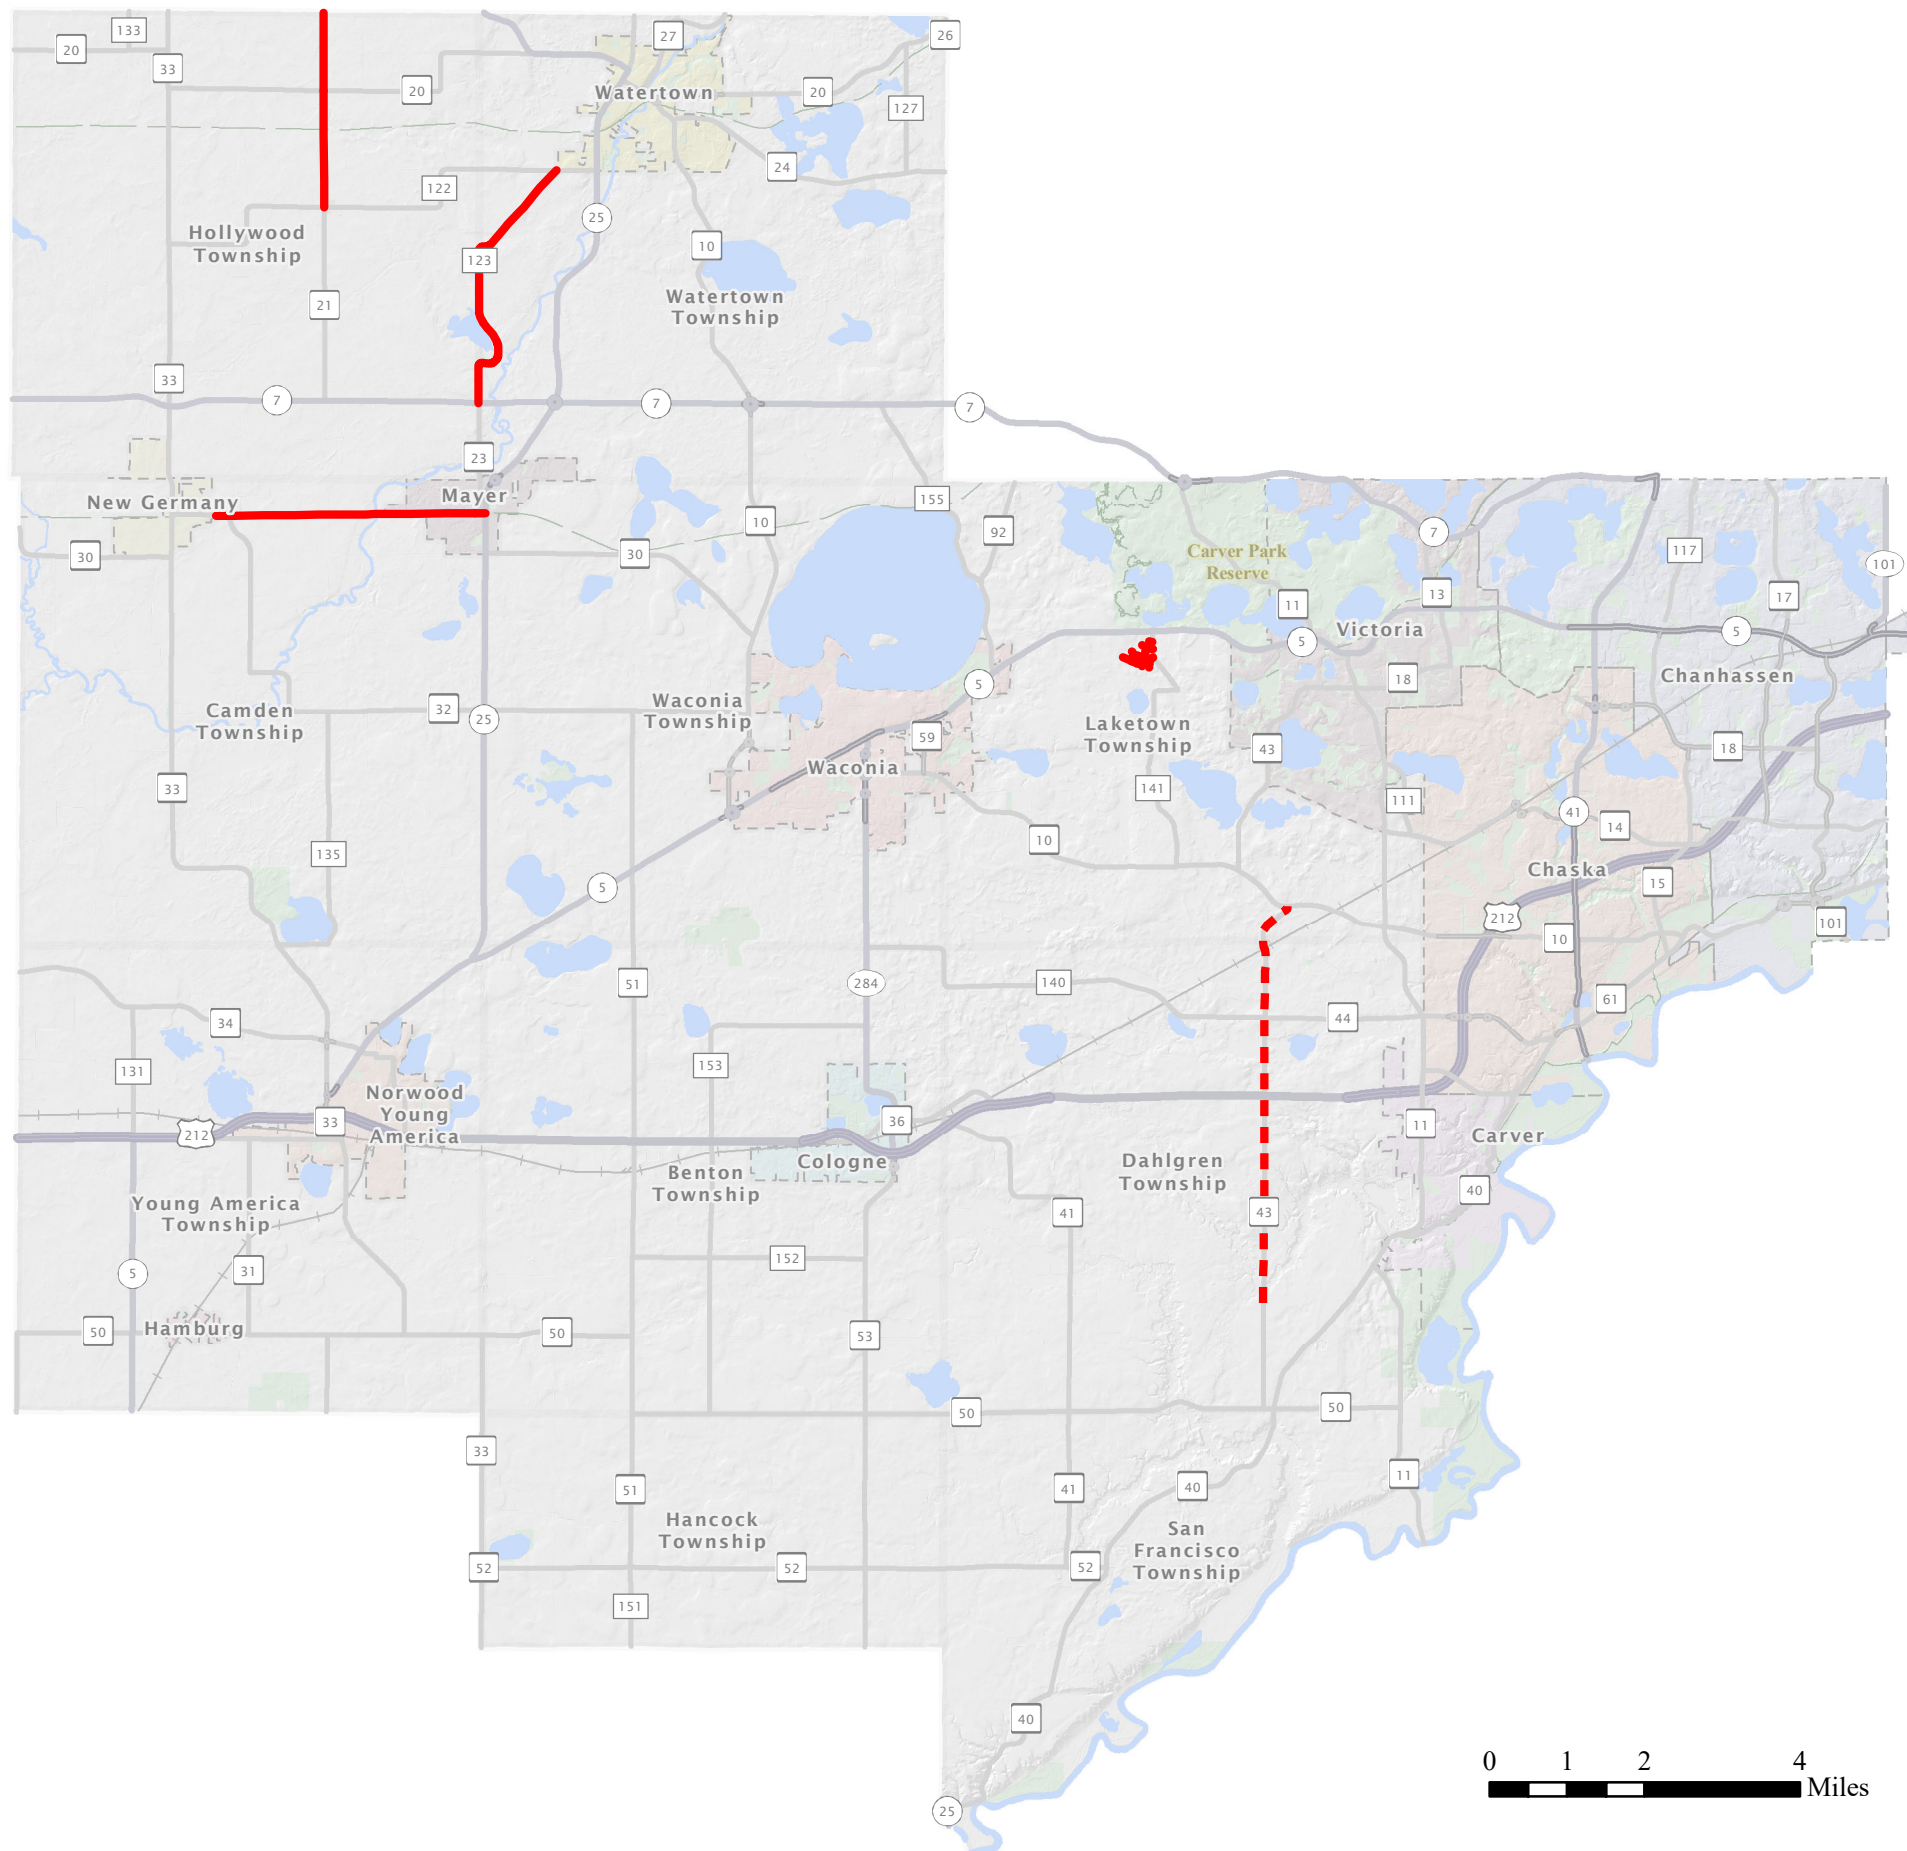 133
27
26
20
33
20
Watertown
20
127
24
122
25
Hollywood
Township
10
123
Watertown
Township
21
33
7
7
7
23
New Germany
Mayer
155
10
92
30
30
Carver Park
Reserve
7
117
101
11
13
17
5
Victoria
5
Chanhassen
18
5
Camden
Township
32
25
Waconia
Township
59
Laketown
Township
43
18
Waconia
33
141
111
41
14
10
135
Chaska
15
5
212
10
101
51
284
140
61
34
44
131
153
Norwood
Young
America
33
36
11
212
Carver
Benton
Township
Cologne
Dahlgren
Township
40
Young America
Township
41
43
5
31
152
50
Hamburg
50
53
50
50
33
11
51
41
40
Hancock
Township
San
Francisco
Township
52
52
52
151
40
0 1 2 4
Miles
25